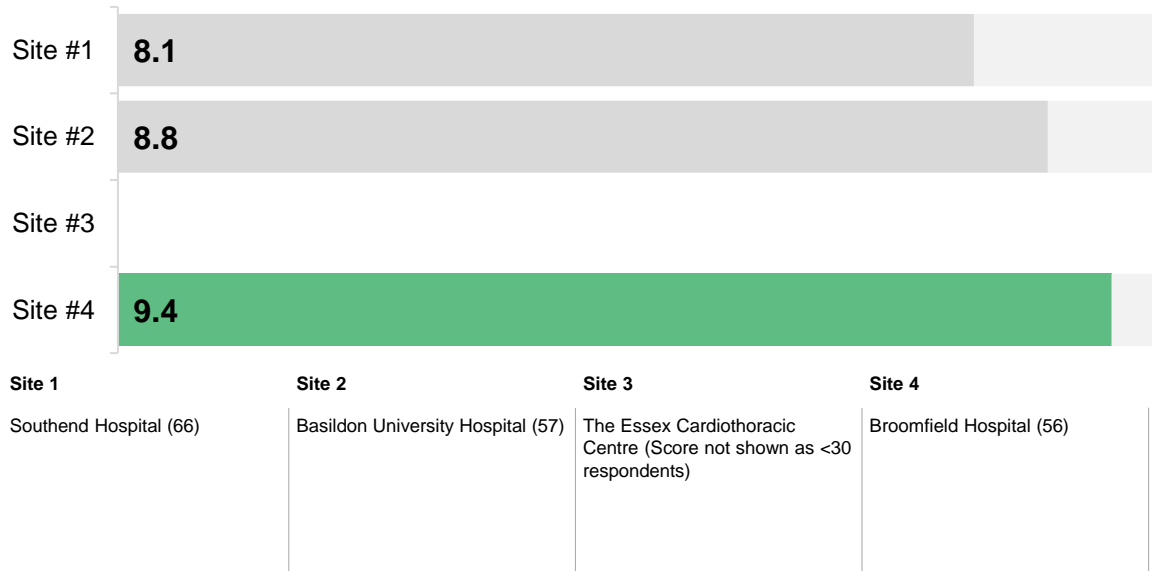 Site #1
8.1
Site #2
8.8
Site #3
Site #4
9.4
Site 1
Southend Hospital (66)
Site 2
Basildon University Hospital (57)
Site 3
The Essex Cardiothoracic
Centre (Score not shown as <30
respondents)
Site 4
Broomfield Hospital (56)